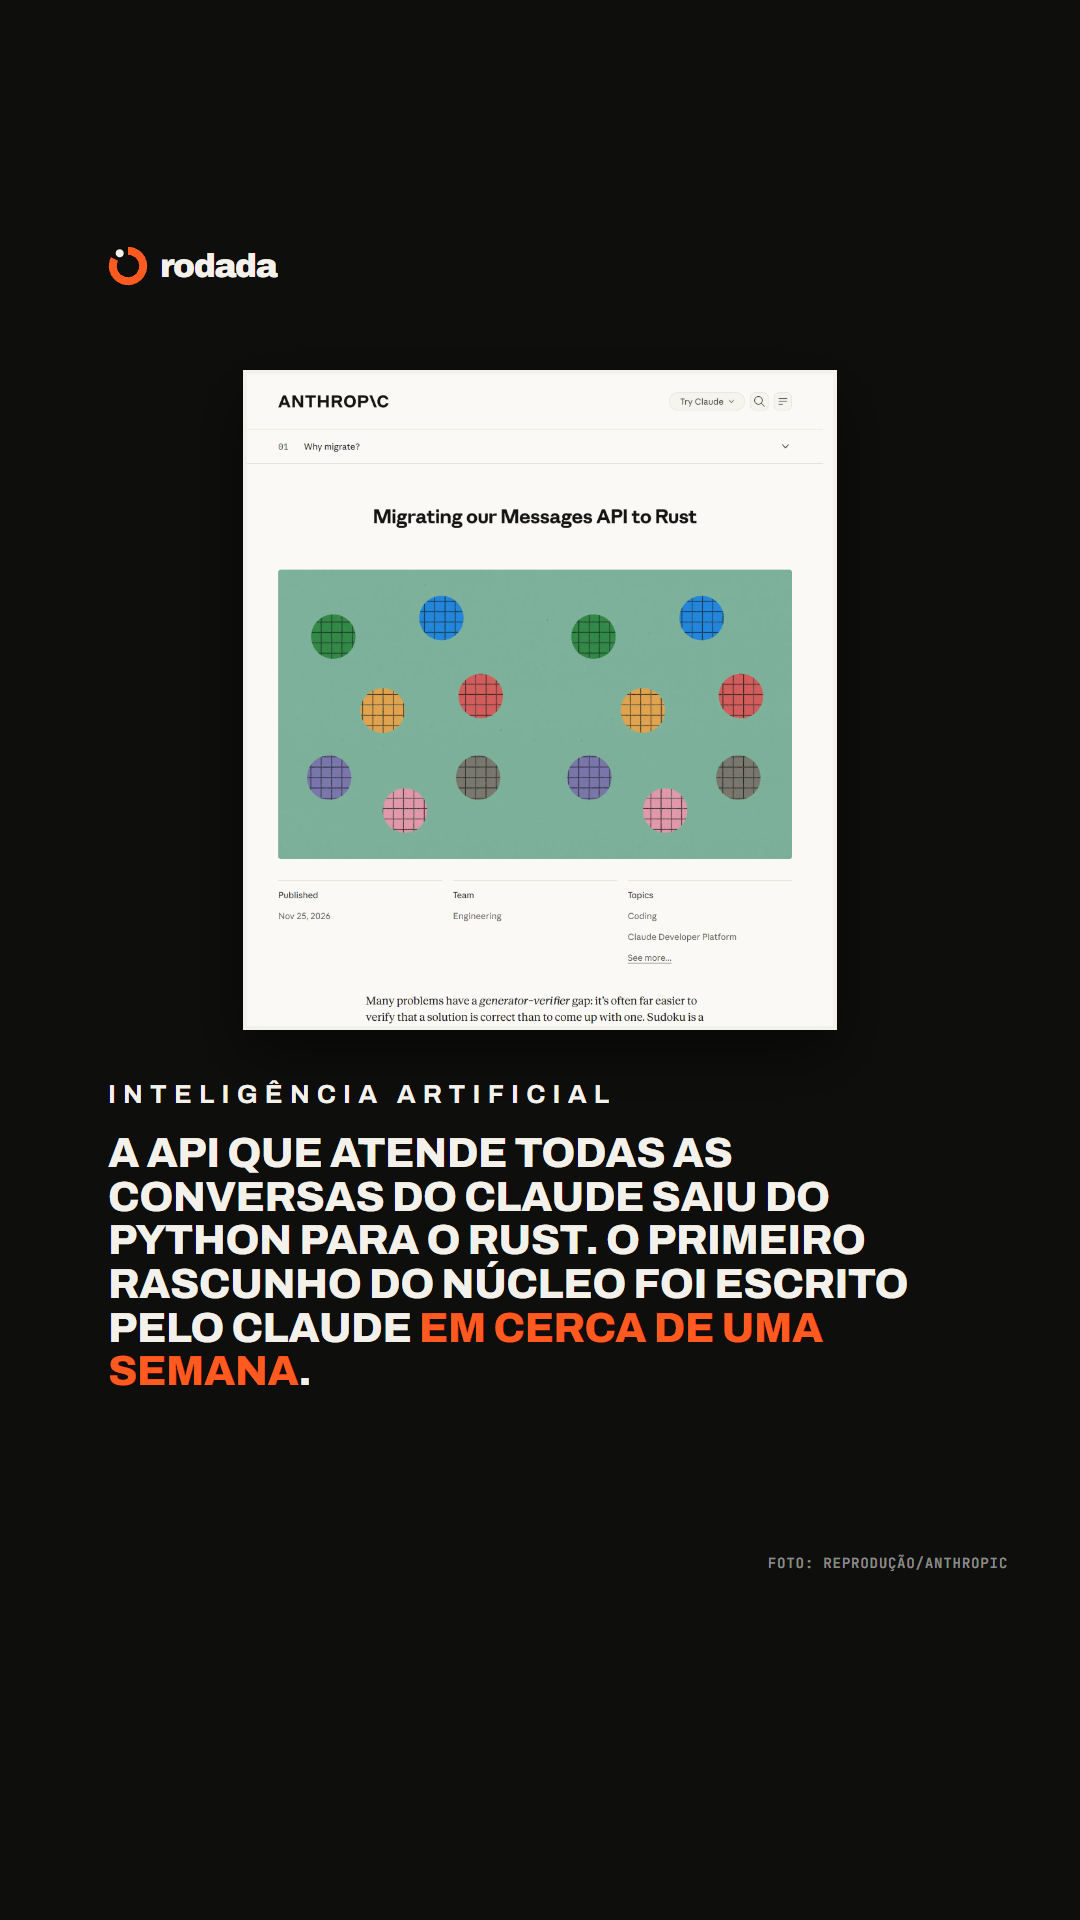 rodada
ANTHROP\C
Try Claude
01 Why migrate?
Migrating our Messages API to Rust
Published
Nov 25, 2026
Team
Engineering
Topics
Coding
Claude Developer Platform
See more...
Many problems have a generator–verifier gap: it's often far easier to
verify that a solution is correct than to come up with one. Sudoku is a
INTELIGÊNCIA ARTIFICIAL
A API QUE ATENDE TODAS AS
CONVERSAS DO CLAUDE SAIU DO
PYTHON PARA O RUST. O PRIMEIRO
RASCUNHO DO NÚCLEO FOI ESCRITO
PELO CLAUDE EM CERCA DE UMA
SEMANA.
FOTO: REPRODUÇÃO/ANTHROPIC